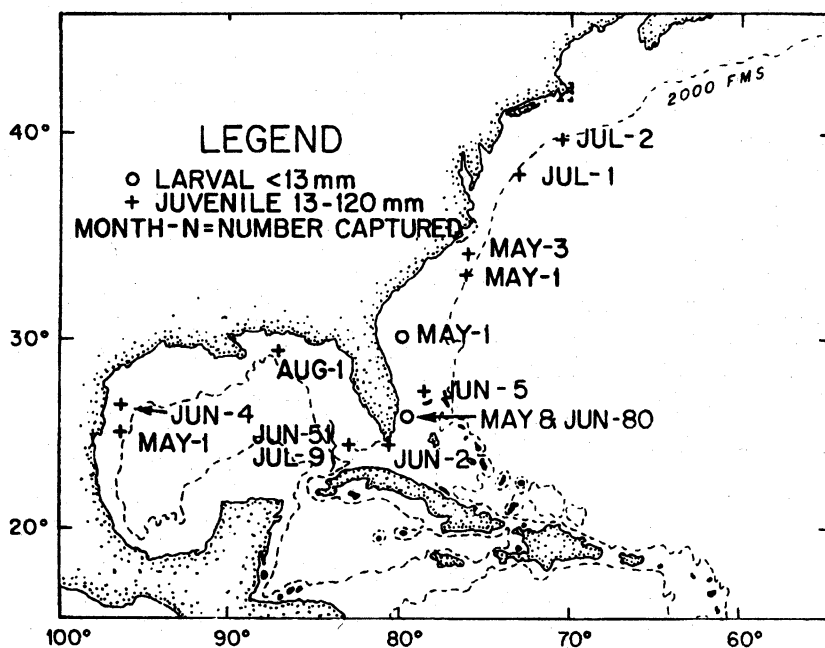 2000 FMS
40°
LEGEND
LARVAL <13mm
JUVENILE 13-120 mm
MONTH-N=NUMBER CAPTURED
JUL-2
JUL-1
MAY-3
MAY-1
30°
MAY-1
AUG-1
JUN-5
JUN-4
MAY & JUN-80
MAY-1
JUN-51
JUL-9
JUN-2
20°
100°
90°
80°
70°
60°